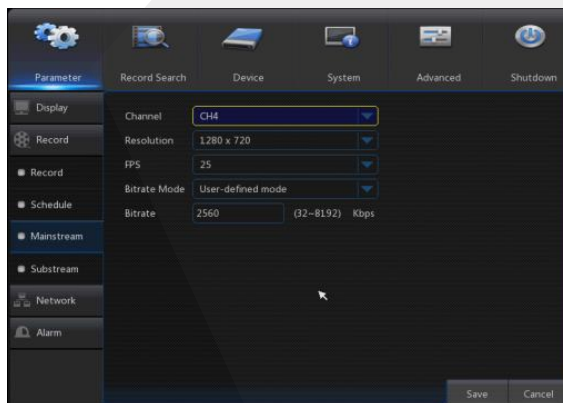 Parameter Record Search Device System Advanced Shutdown
Display
Record
Record
Schedule
Mainstream
Substream
Network
Alarm
Channel CH4
Resolution 1280 x 720
FPS 25
Bitrate Mode User-defined mode
Bitrate 2560 (32~8192) Kbps
Save Cancel